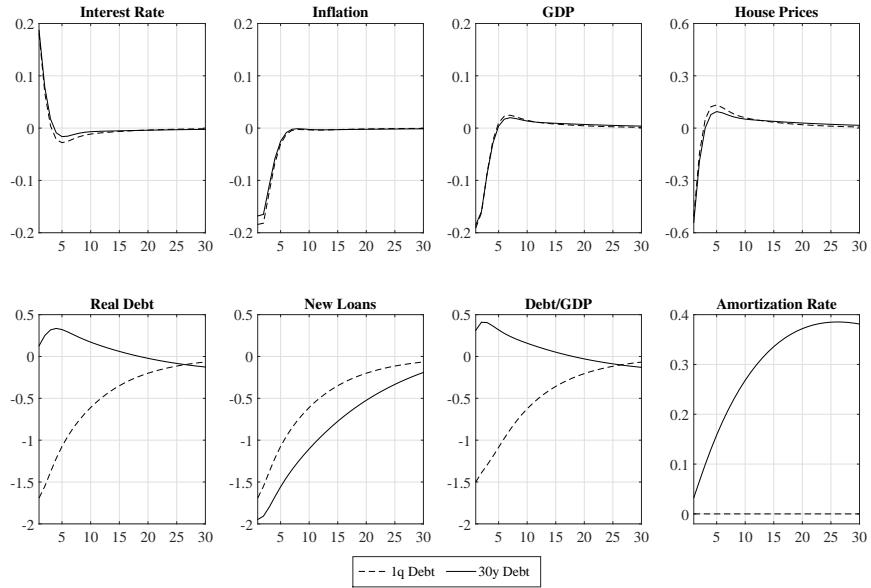 Interest Rate Inflation GDP House Prices
0.2 0.2 0.2 0.6
0.1 0.1 0.1 0.3
0 0 0 0
-0.1 -0.1 -0.1 -0.3
-0.2 -0.2 -0.2 -0.6
5 10 15 20 25 30 5 10 15 20 25 30 5 10 15 20 25 30 5 10 15 20 25 30
Real Debt New Loans Debt/GDP Amortization Rate
0.5 0.5 0.5 0.4
0 0 0 0.3
-0.5 -0.5 -0.5 0.2
-1 -1 -1 0.1
-1.5 -1.5 -1.5 0
-2 -2 -2
5 10 15 20 25 30 5 10 15 20 25 30 5 10 15 20 25 30 5 10 15 20 25 30
1q Debt 30y Debt